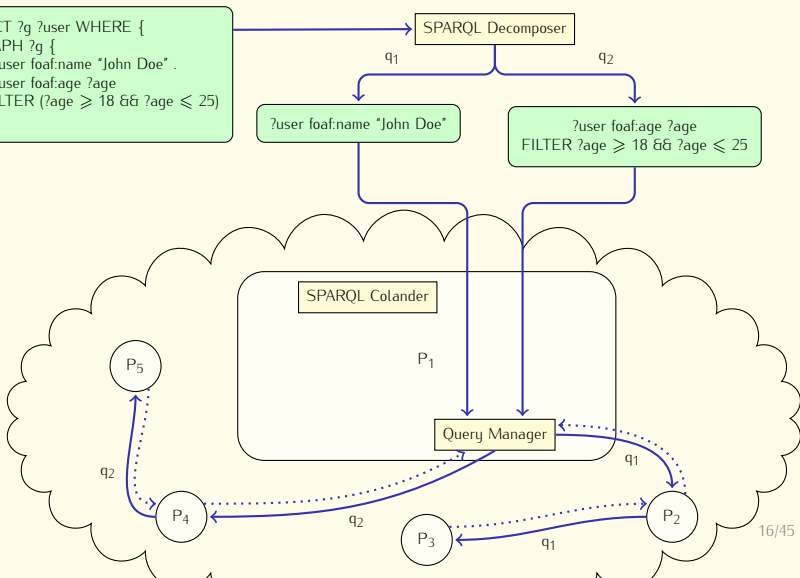 CT ?g ?user WHERE {
APH ?g {
user foaf:name "John Doe" .
user foaf:age ?age
LTER (?age ⩾ 18 && ?age ⩽ 25)
SPARQL Decomposer
q1
q2
?user foaf:name "John Doe"
?user foaf:age ?age
FILTER ?age ⩾ 18 && ?age ⩽ 25
SPARQL Colander
P1
P5
Query Manager
q1
q2
P4
q2
P3
q1
P2
16/45